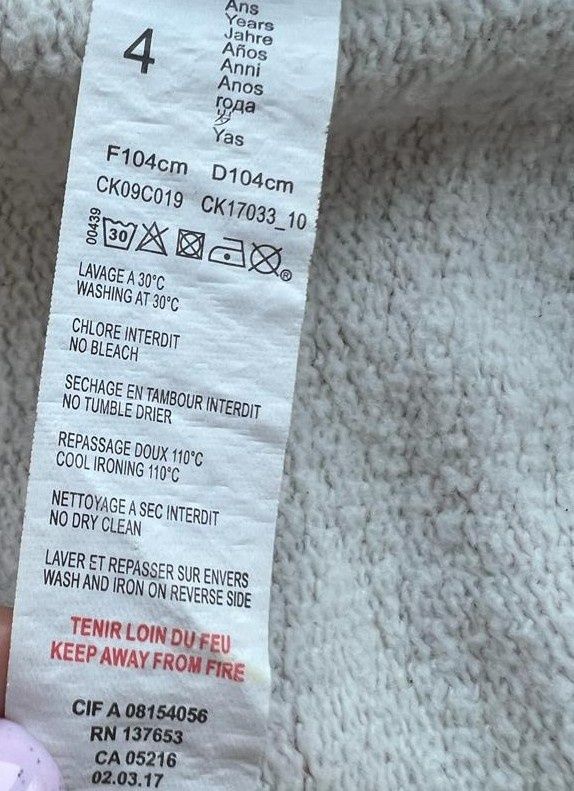 Ans
Years
4 Jahre
Años
Anni
Anos
года
岁
Yas
F104cm D104cm
CK09C019 CK17033_10
00439 30 ®
LAVAGE A 30°C
WASHING AT 30°C
CHLORE INTERDIT
NO BLEACH
SECHAGE EN TAMBOUR INTERDIT
NO TUMBLE DRIER
REPASSAGE DOUX 110°C
COOL IRONING 110°C
NETTOYAGE A SEC INTERDIT
NO DRY CLEAN
LAVER ET REPASSER SUR ENVERS
WASH AND IRON ON REVERSE SIDE
TENIR LOIN DU FEU
KEEP AWAY FROM FIRE
CIF A 08154056
RN 137653
CA 05216
02.03.17